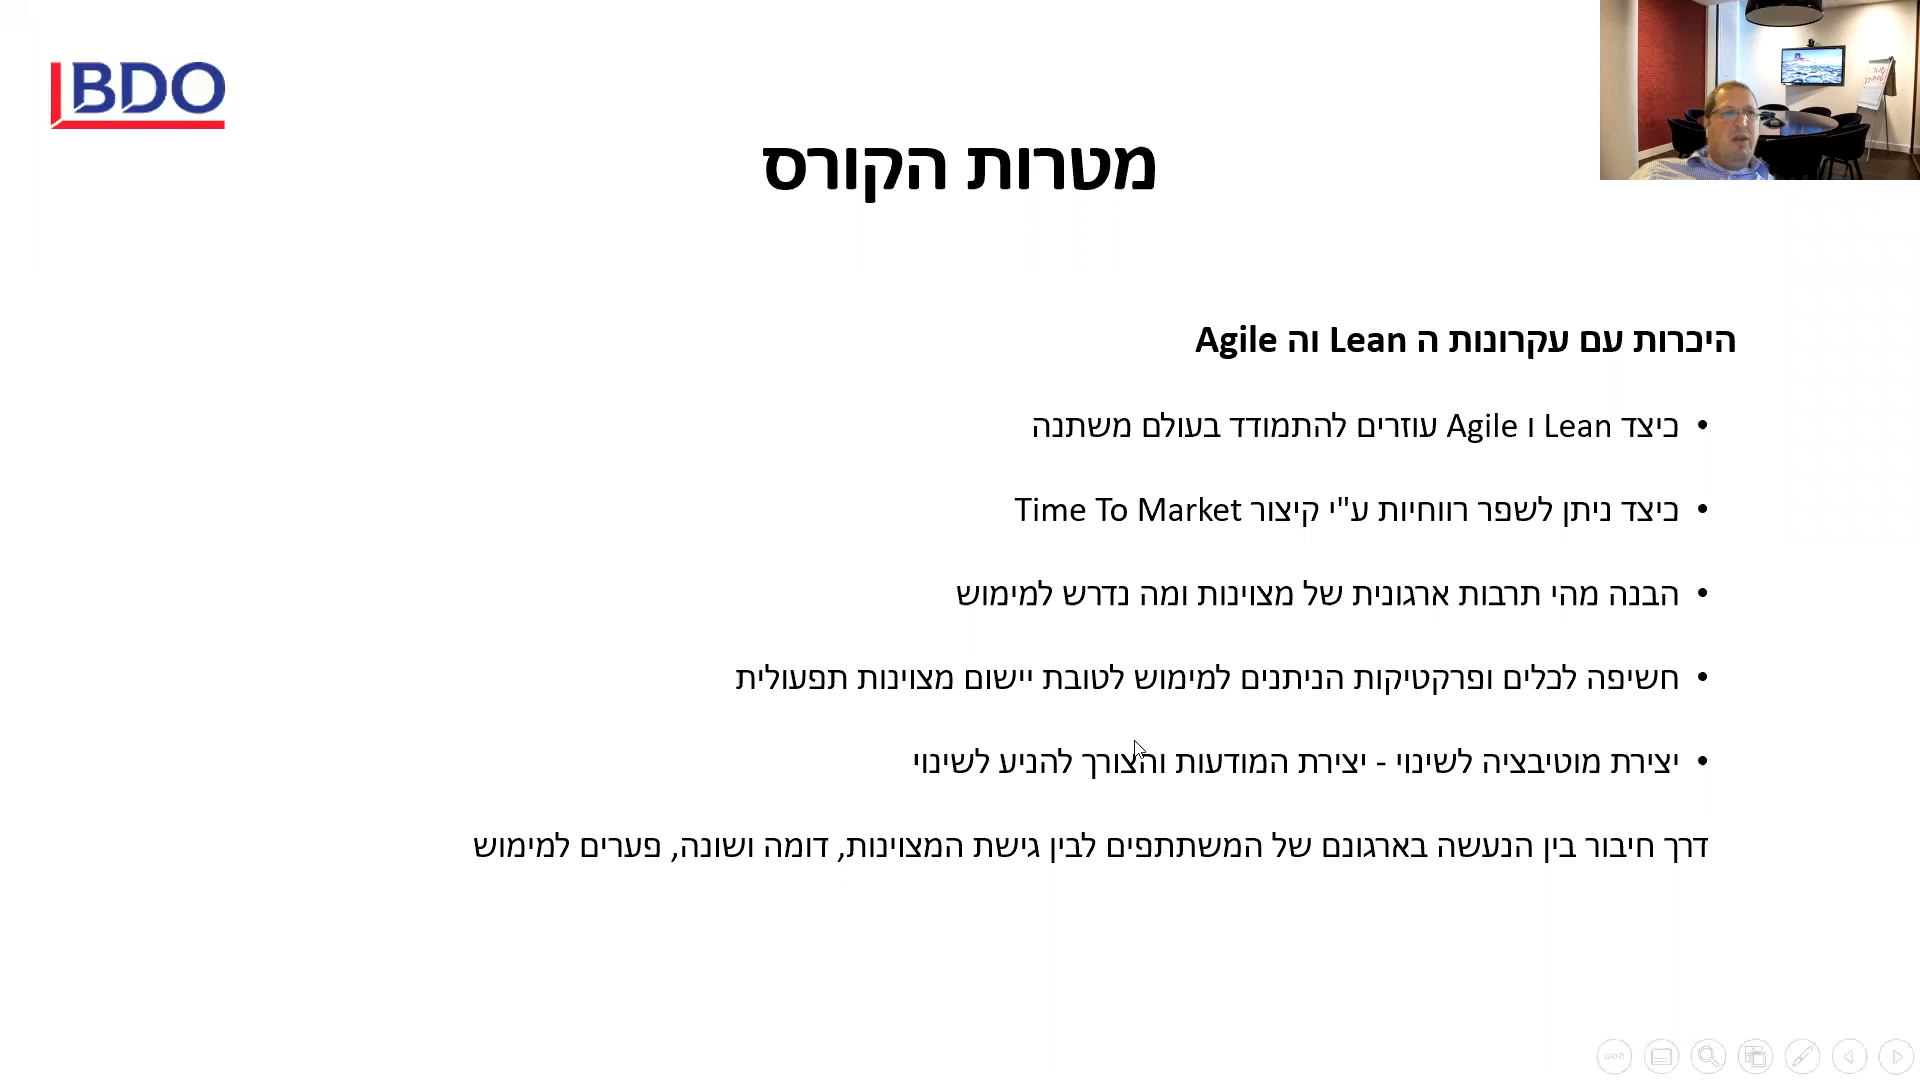 BDO
מטרות הקורס
היכרות עם עקרונות ה Lean וה Agile
• כיצד Lean ו Agile עוזרים להתמודד בעולם משתנה
• כיצד ניתן לשפר רווחיות ע"י קיצור Time To Market
• הבנה מהי תרבות ארגונית של מצוינות ומה נדרש למימוש
• חשיפה לכלים ופרקטיקות הניתנים למימוש לטובת יישום מצוינות תפעולית
• יצירת מוטיבציה לשינוי - יצירת המודעות והצורך להניע לשינוי
דרך חיבור בין הנעשה בארגונם של המשתתפים לבין גישת המצוינות, דומה ושונה, פערים למימוש